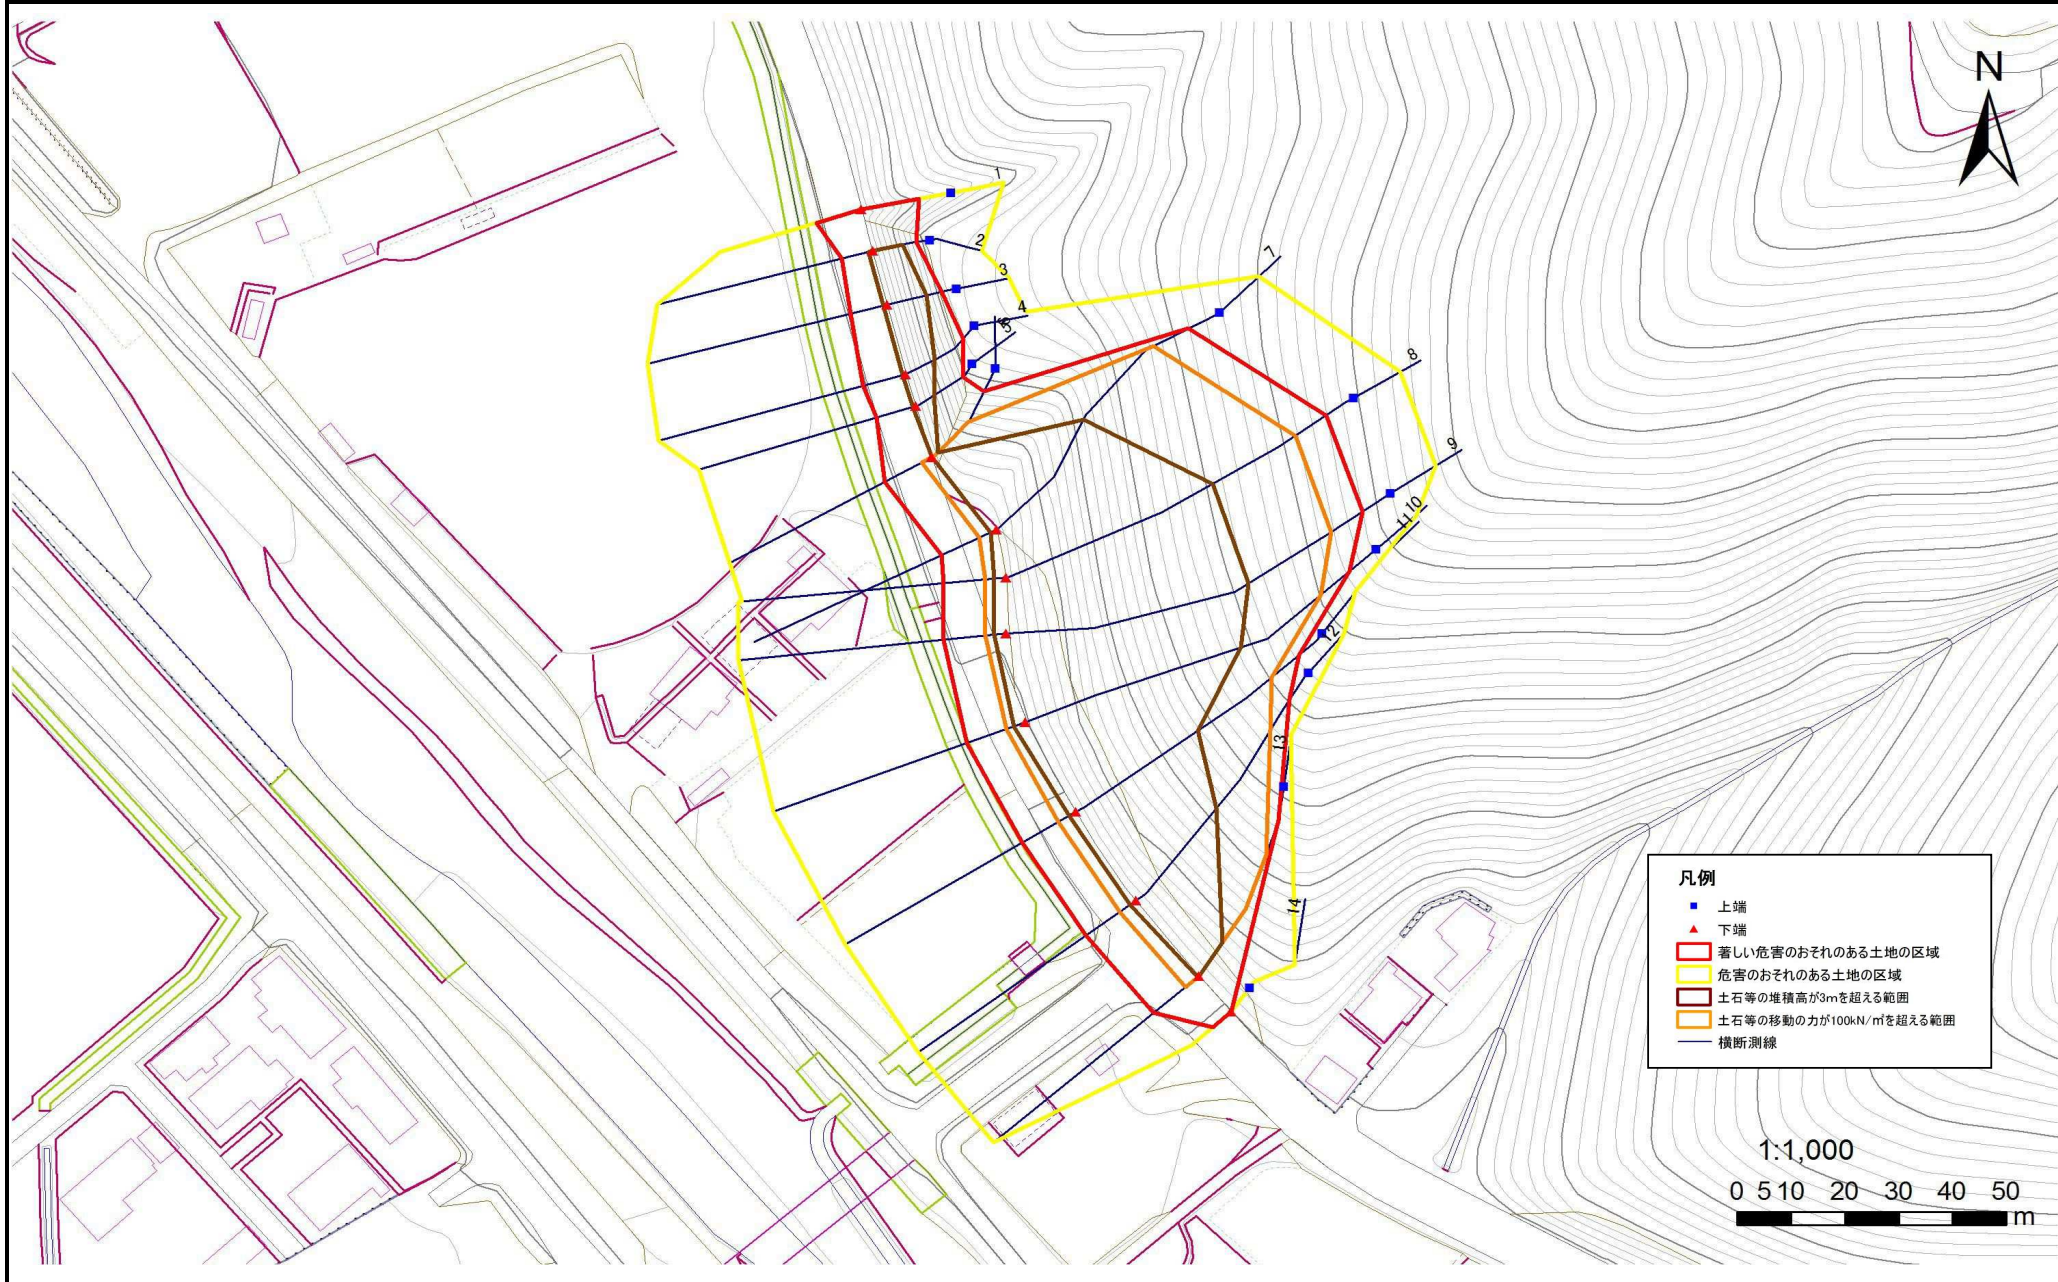 N
1
2
3
4
5
7
8
9
10
11
12
13
14
凡例
上端
下端
著しい危害のおそれのある土地の区域
危害のおそれのある土地の区域
土石等の堆積高が3mを超える範囲
土石等の移動の力が100kN/㎡を超える範囲
横断測線
1:1,000
0 5 10 20 30 40 50
m